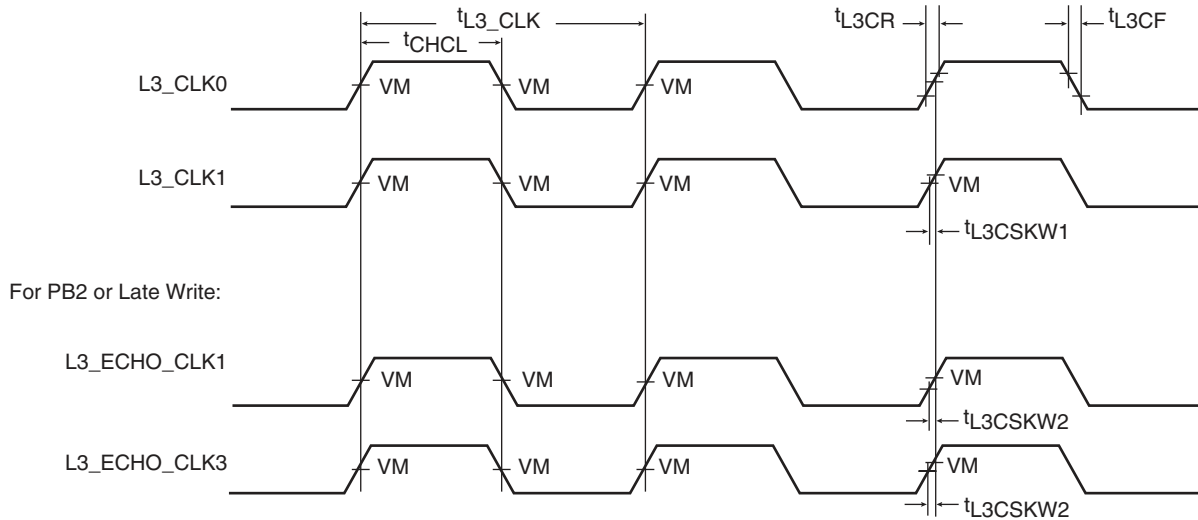 tL3_CLK
tCHCL
tL3CR
tL3CF
L3_CLK0
VM
VM
VM
L3_CLK1
VM
VM
VM
VM
tL3CSKW1
For PB2 or Late Write:
L3_ECHO_CLK1
VM
VM
VM
VM
tL3CSKW2
L3_ECHO_CLK3
VM
VM
VM
VM
tL3CSKW2